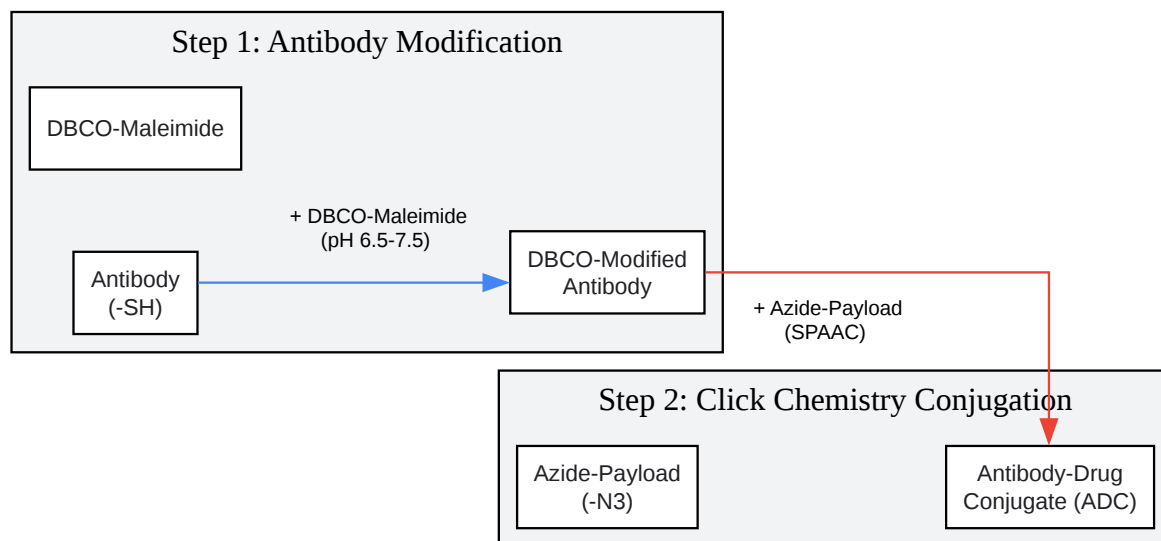 Step 1: Antibody Modification
DBCO-Maleimide
+ DBCO-Maleimide
(pH 6.5-7.5)
Antibody
(-SH)
DBCO-Modified
Antibody
+ Azide-Payload
(SPAAC)
Step 2: Click Chemistry Conjugation
Azide-Payload
(-N3)
Antibody-Drug
Conjugate (ADC)